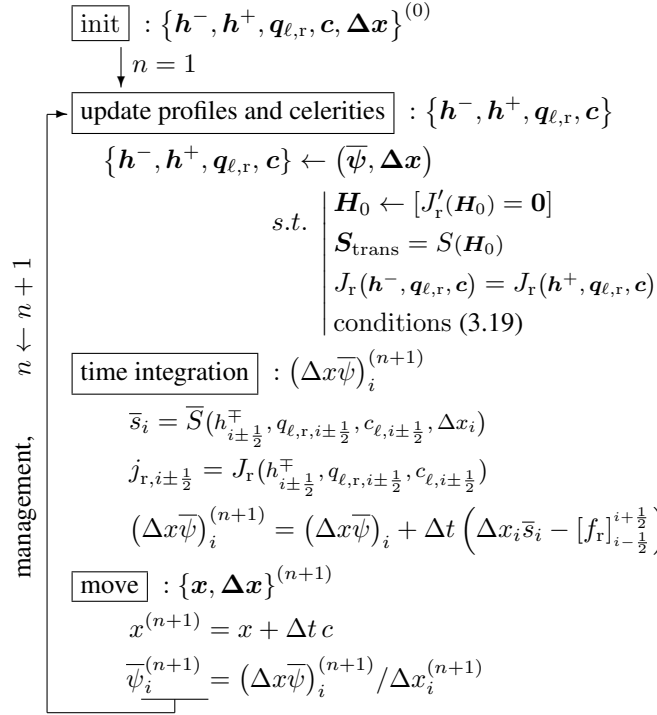 init : {h⁻, h⁺, q_{ℓ,r}, c, Δx}^{(0)}
n = 1
update profiles and celerities : {h⁻, h⁺, q_{ℓ,r}, c}
{h⁻, h⁺, q_{ℓ,r}, c} ← (ψ̅, Δx)
s.t. | H₀ ← [J′_r(H₀) = 0]
S_trans = S(H₀)
J_r(h⁻, q_{ℓ,r}, c) = J_r(h⁺, q_{ℓ,r}, c)
conditions (3.19)
time integration : (Δxψ̅)_i^{(n+1)}
s̅_i = S̅(h^∓_{i±½}, q_{ℓ,r,i±½}, c_{ℓ,i±½}, Δx_i)
j_{r,i±½} = J_r(h^∓_{i±½}, q_{ℓ,r,i±½}, c_{ℓ,i±½})
(Δxψ̅)_i^{(n+1)} = (Δxψ̅)_i + Δt (Δx_i s̅_i − [f_r]_{i−½}^{i+½})
move : {x, Δx}^{(n+1)}
x^{(n+1)} = x + Δt c
ψ̅_i^{(n+1)} = (Δxψ̅)_i^{(n+1)}/Δx_i^{(n+1)}
management, n ← n + 1